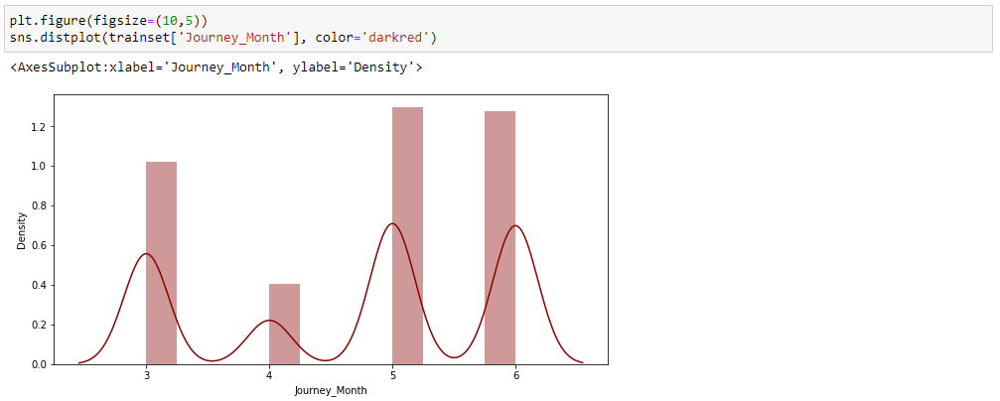 plt.figure(figsize=(10,5))
sns.distplot(trainset['Journey_Month'], color='darkred')
<AxesSubplot:xlabel='Journey_Month', ylabel='Density'>
1.2
1.0
0.8
0.6
0.4
0.2
0.0
Density
3 4 5 6
Journey_Month